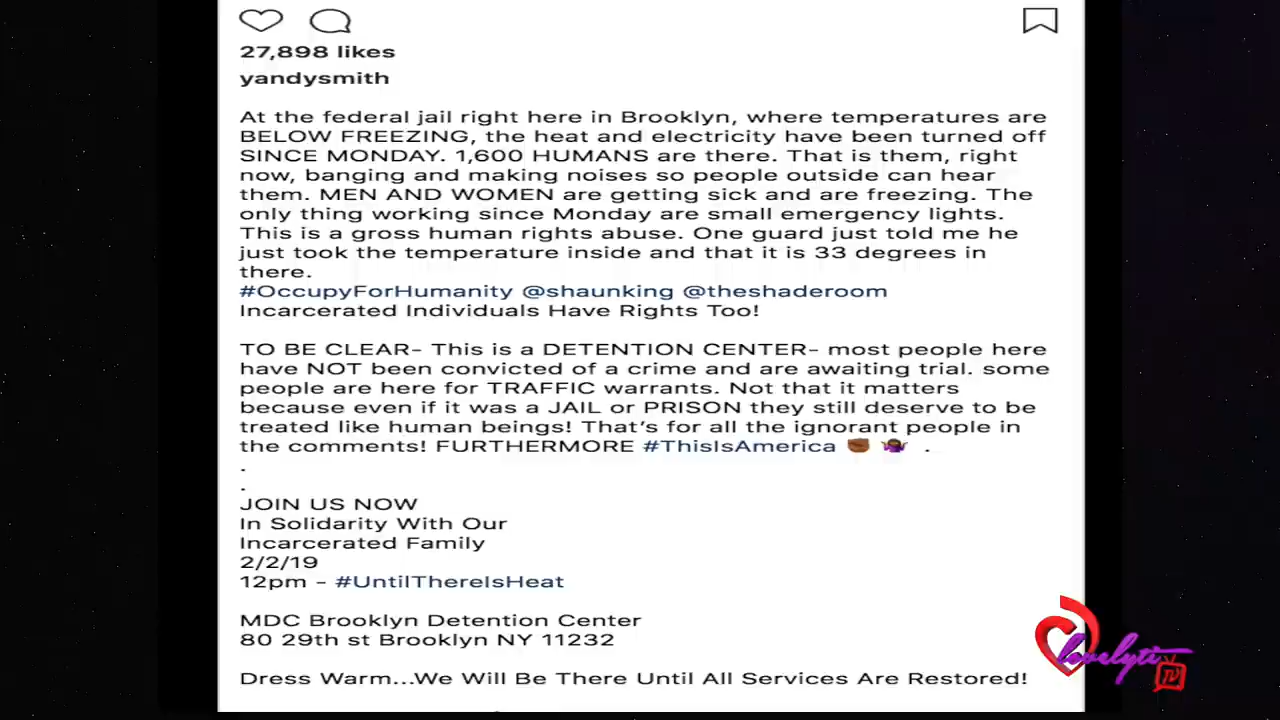 27,898 likes
yandysmith
At the federal jail right here in Brooklyn, where temperatures are
BELOW FREEZING, the heat and electricity have been turned off
SINCE MONDAY. 1,600 HUMANS are there. That is them, right
now, banging and making noises so people outside can hear
them. MEN AND WOMEN are getting sick and are freezing. The
only thing working since Monday are small emergency lights.
This is a gross human rights abuse. One guard just told me he
just took the temperature inside and that it is 33 degrees in
there.
#OccupyForHumanity @shaunking @theshaderoom
Incarcerated Individuals Have Rights Too!
TO BE CLEAR- This is a DETENTION CENTER- most people here
have NOT been convicted of a crime and are awaiting trial. some
people are here for TRAFFIC warrants. Not that it matters
because even if it was a JAIL or PRISON they still deserve to be
treated like human beings! That's for all the ignorant people in
the comments! FURTHERMORE #ThisIsAmerica ✊🏾 🤷🏾‍♀️ .
.
.
JOIN US NOW
In Solidarity With Our
Incarcerated Family
2/2/19
12pm - #UntilThereIsHeat
MDC Brooklyn Detention Center
80 29th st Brooklyn NY 11232
Dress Warm...We Will Be There Until All Services Are Restored!
lovelyti
TV